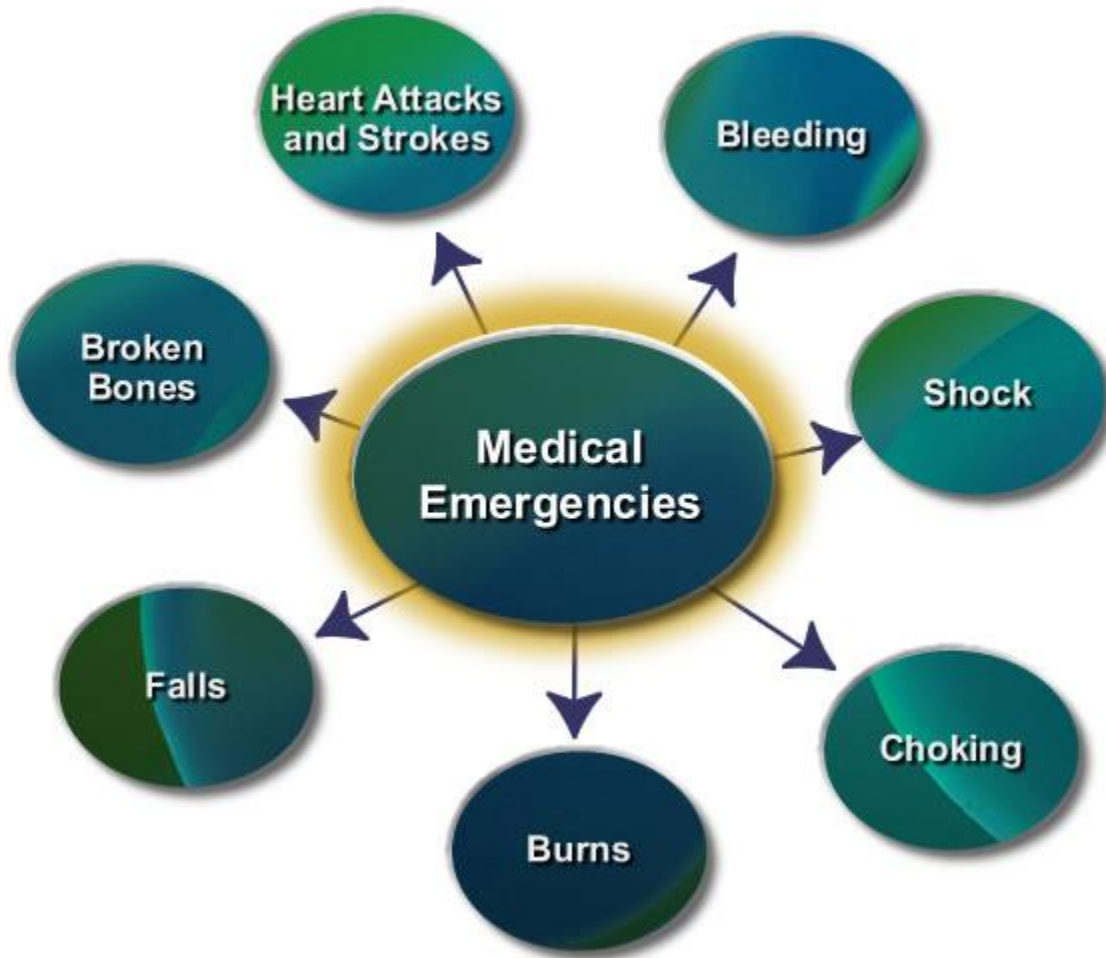 Heart Attacks
and Strokes
Bleeding
Broken
Bones
Shock
Medical
Emergencies
Falls
Choking
Burns